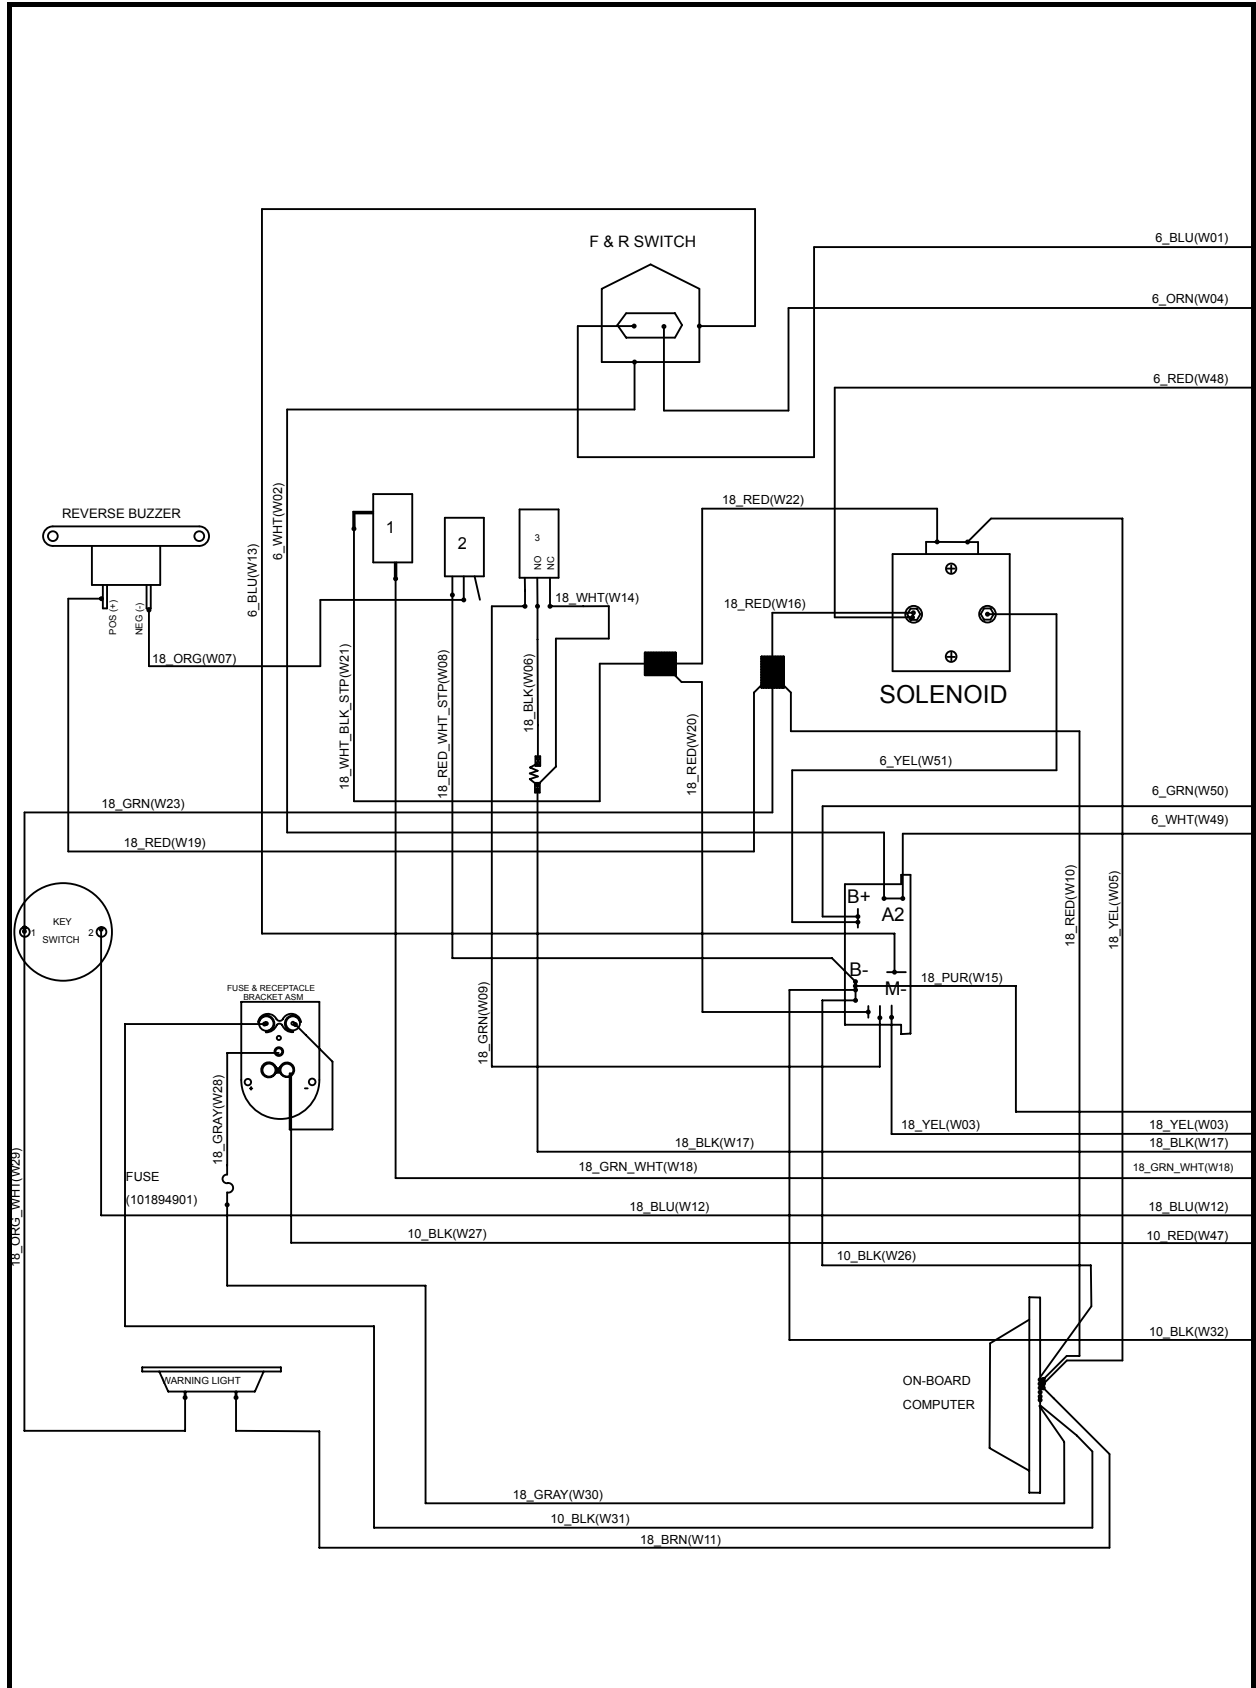 F & R SWITCH
6_BLU(W01)
6_ORN(W04)
6_RED(W48)
18_RED(W22)
REVERSE BUZZER
6_WHT(W02)
6_BLU(W13)
1
2
3
NO
NC
18_WHT(W14)
18_RED(W16)
POS (+)
NEG (-)
18_ORG(W07)
18_WHT_BLK_STP(W21)
18_RED_WHT_STP(W08)
18_BLK(W06)
SOLENOID
18_RED(W20)
6_YEL(W51)
18_GRN(W23)
6_GRN(W50)
6_WHT(W49)
18_RED(W19)
18_RED(W10)
18_YEL(W05)
B+
A2
KEY
1
2
SWITCH
B-
M-
18_PUR(W15)
FUSE & RECEPTACLE
BRACKET ASM
18_GRN(W09)
+
-
18_GRAY(W28)
18_YEL(W03)
18_YEL(W03)
18_BLK(W17)
18_BLK(W17)
18_GRN_WHT(W18)
18_GRN_WHT(W18)
18_ORG_WHT(W29)
FUSE
(101894901)
18_BLU(W12)
18_BLU(W12)
10_BLK(W27)
10_RED(W47)
10_BLK(W26)
10_BLK(W32)
WARNING LIGHT
ON-BOARD
COMPUTER
18_GRAY(W30)
10_BLK(W31)
18_BRN(W11)